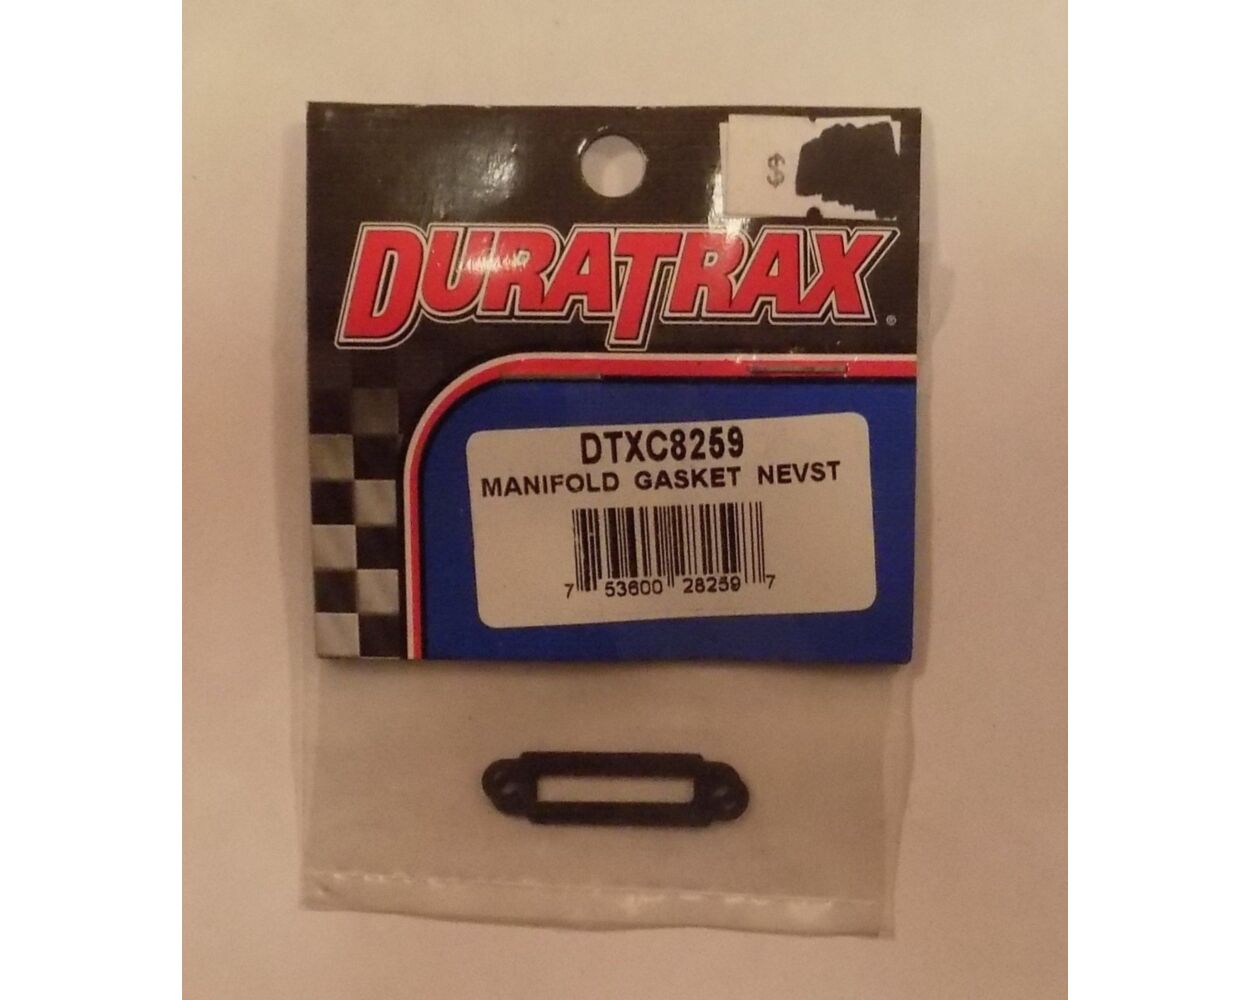 $
DURATRAX®
DTXC8259
MANIFOLD GASKET NEVST
7 53600 28259 7